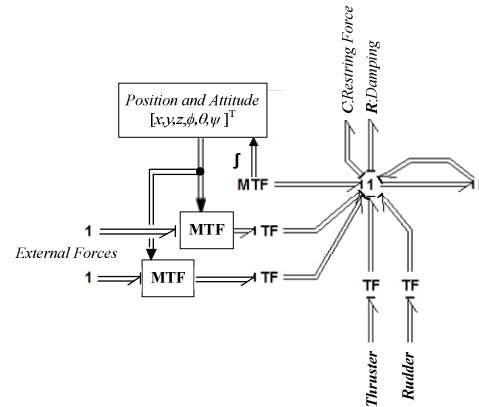 C:Restring Force
R:Damping
Position and Attitude
[x,y,z,ϕ,θ,ψ]ᵀ
∫
MTF
1
1
MTF
TF
External Forces
1
MTF
TF
TF
TF
Thruster
Rudder